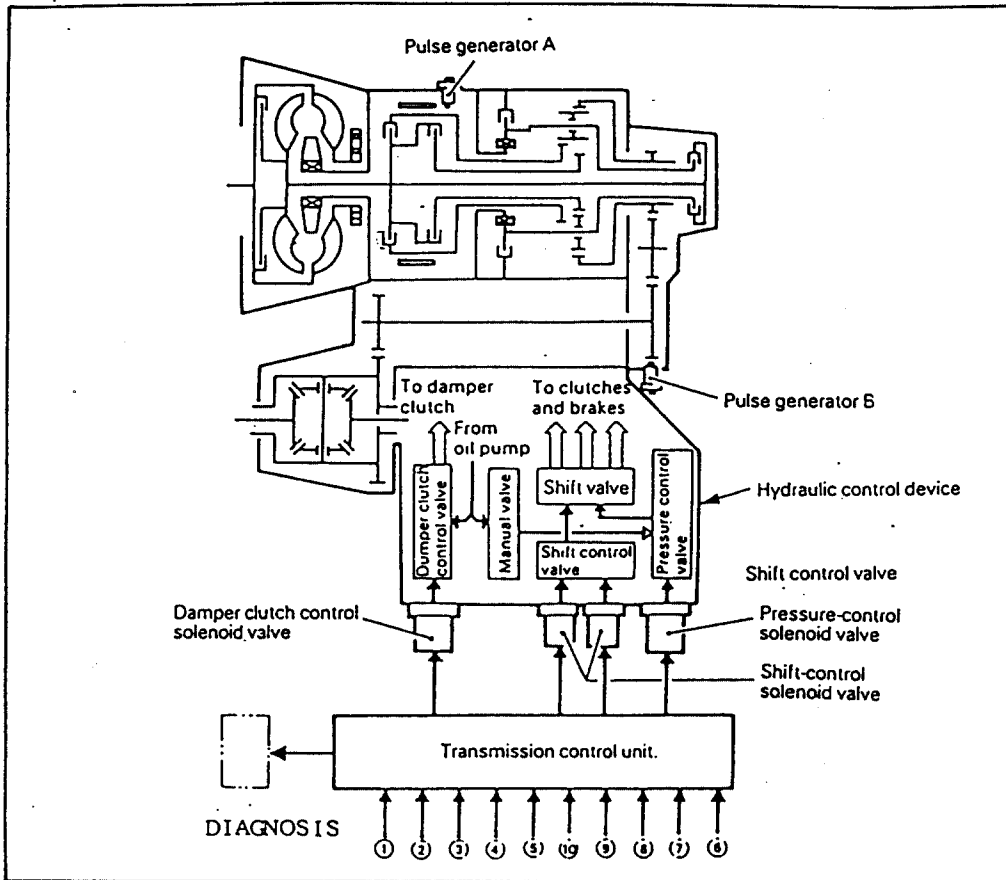 Pulse generator A
To damper
clutch
To clutches
and brakes
Pulse generator B
From
oil pump
Dumper clutch
control valve
Manual valve
Shift valve
Shift control
valve
Pressure control
valve
Hydraulic control device
Shift control valve
Damper clutch control
solenoid valve
Pressure-control
solenoid valve
Shift-control
solenoid valve
Transmission control unit.
DIAGNOSIS
① ② ③ ④ ⑤ ⑩ ⑨ ⑧ ⑦ ⑥